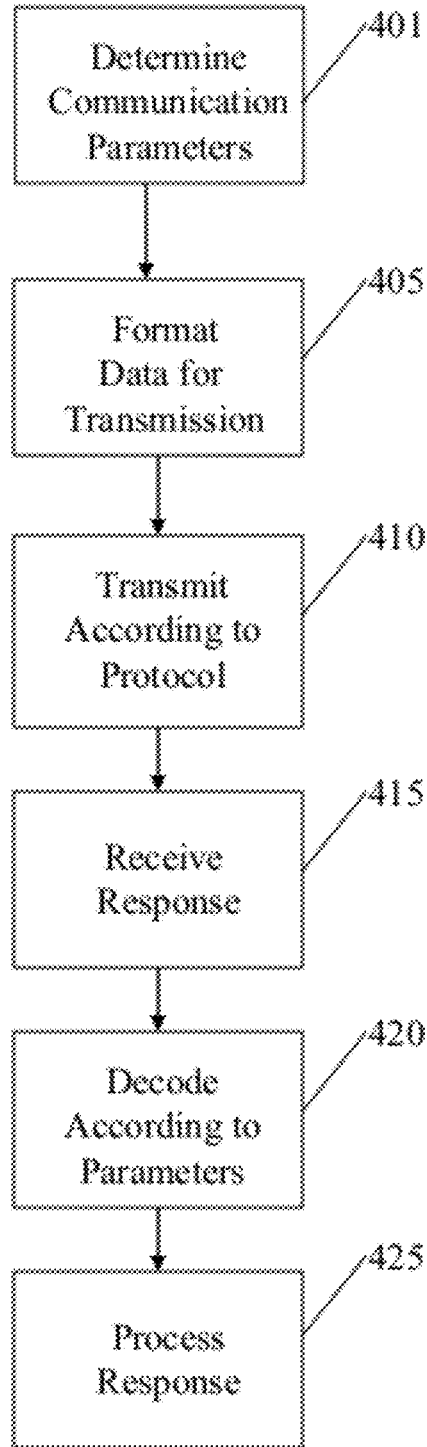 401
Determine
Communication
Parameters
405
Format
Data for
Transmission
410
Transmit
According to
Protocol
415
Receive
Response
420
Decode
According to
Parameters
425
Process
Response